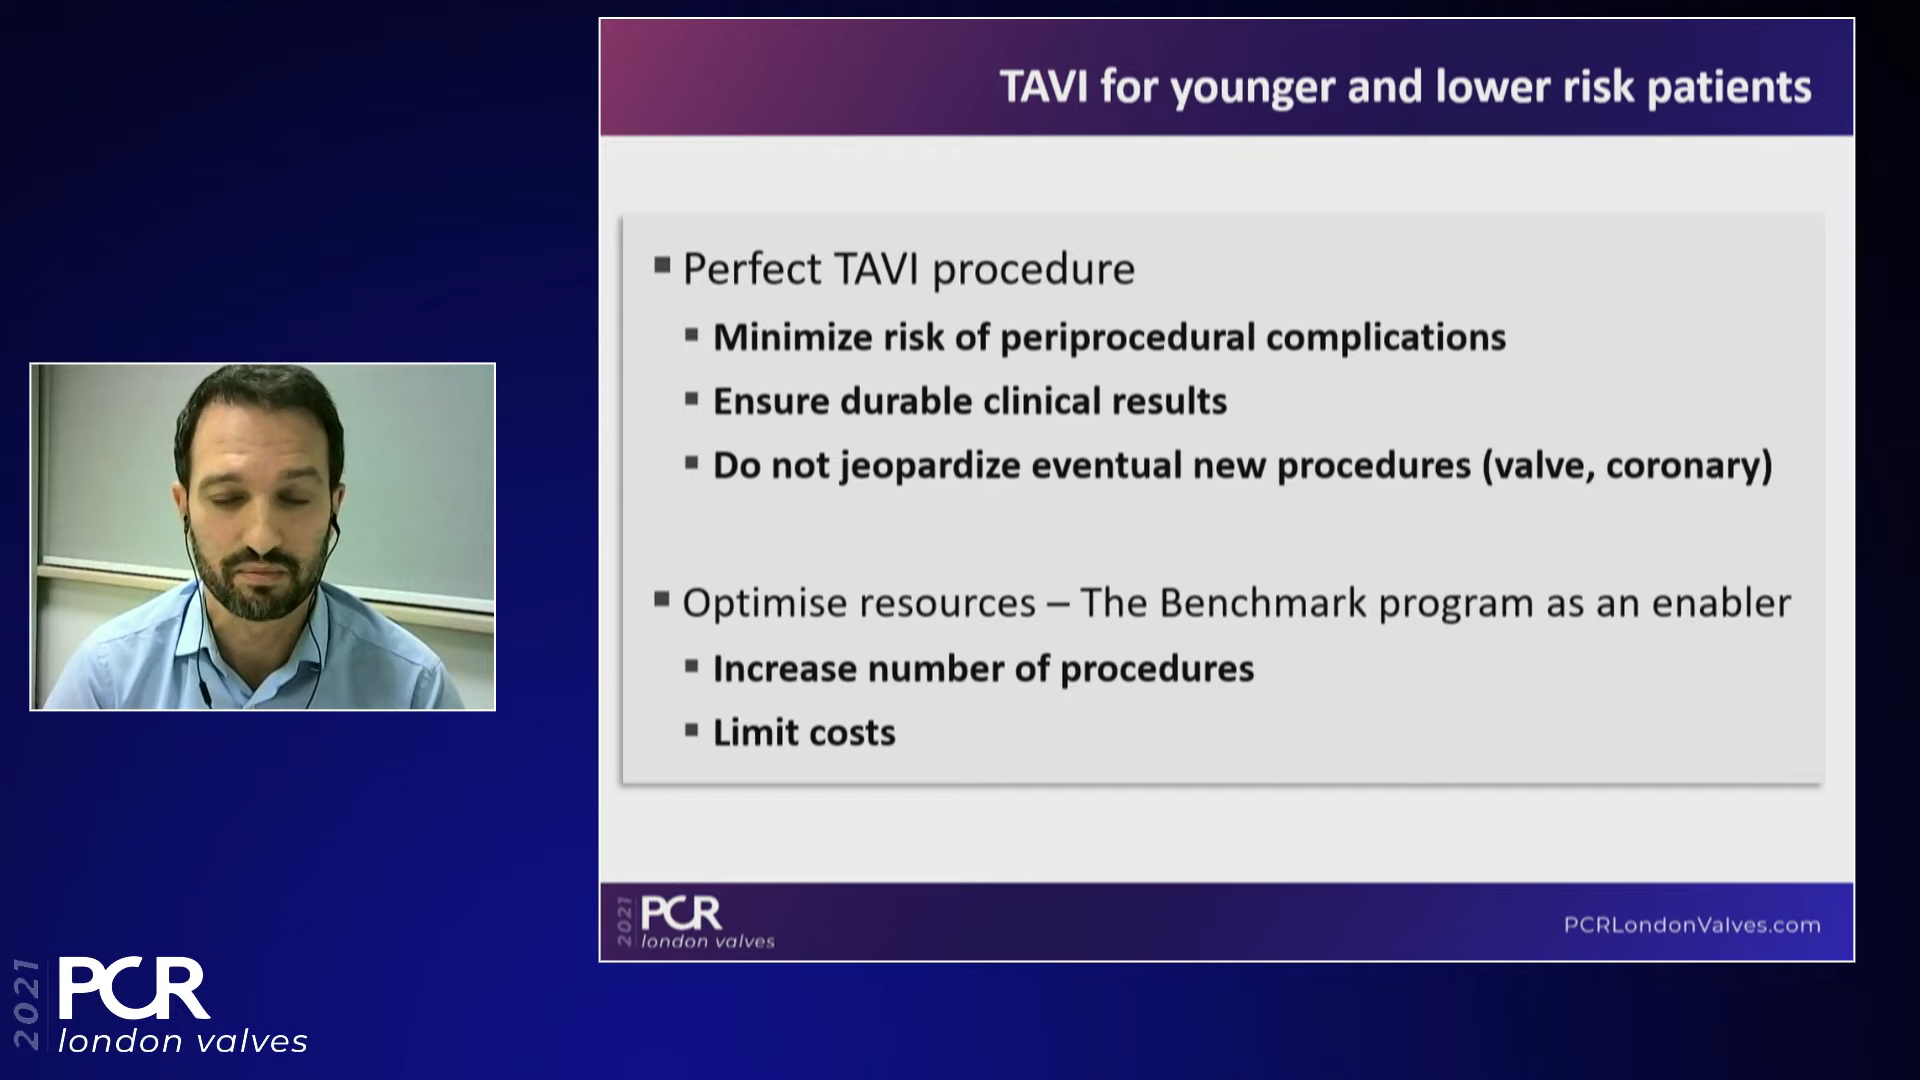 TAVI for younger and lower risk patients
Perfect TAVI procedure
Minimize risk of periprocedural complications
Ensure durable clinical results
Do not jeopardize eventual new procedures (valve, coronary)
Optimise resources – The Benchmark program as an enabler
Increase number of procedures
Limit costs
2021
PCR
london valves
PCRLondonValves.com
2021
PCR
london valves